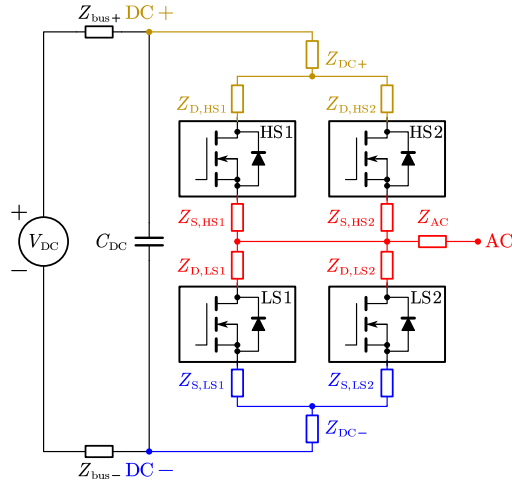 Z_bus+ DC+
Z_DC+
Z_D,HS1 Z_D,HS2
HS1 HS2
Z_S,HS1 Z_S,HS2 Z_AC
+
V_DC C_DC AC
−
Z_D,LS1 Z_D,LS2
LS1 LS2
Z_S,LS1 Z_S,LS2
Z_DC−
Z_bus− DC−